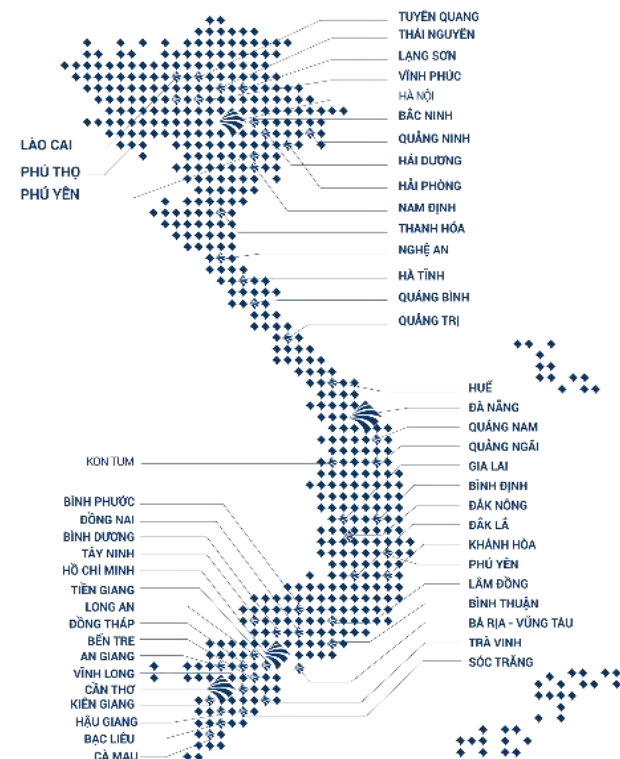 TUYÊN QUANG
THÁI NGUYÊN
LẠNG SƠN
VĨNH PHÚC
HÀ NỘI
BẮC NINH
QUẢNG NINH
HẢI DƯƠNG
HẢI PHÒNG
NAM ĐỊNH
THANH HÓA
NGHỆ AN
HÀ TĨNH
QUẢNG BÌNH
QUẢNG TRỊ
LÀO CAI
PHÚ THỌ
PHÚ YÊN
HUẾ
ĐÀ NẴNG
QUẢNG NAM
QUẢNG NGÃI
GIA LAI
BÌNH ĐỊNH
ĐĂK NÔNG
ĐĂK LẮ
KHÁNH HÒA
PHÚ YÊN
LÂM ĐỒNG
BÌNH THUẬN
BÀ RỊA - VŨNG TÀU
TRÀ VINH
SÓC TRĂNG
KON TUM
BÌNH PHƯỚC
ĐỒNG NAI
BÌNH DƯƠNG
TÂY NINH
HỒ CHÍ MINH
TIỀN GIANG
LONG AN
ĐỒNG THÁP
BẾN TRE
AN GIANG
VĨNH LONG
CẦN THƠ
KIÊN GIANG
HẬU GIANG
BẠC LIÊU
CÀ MAU